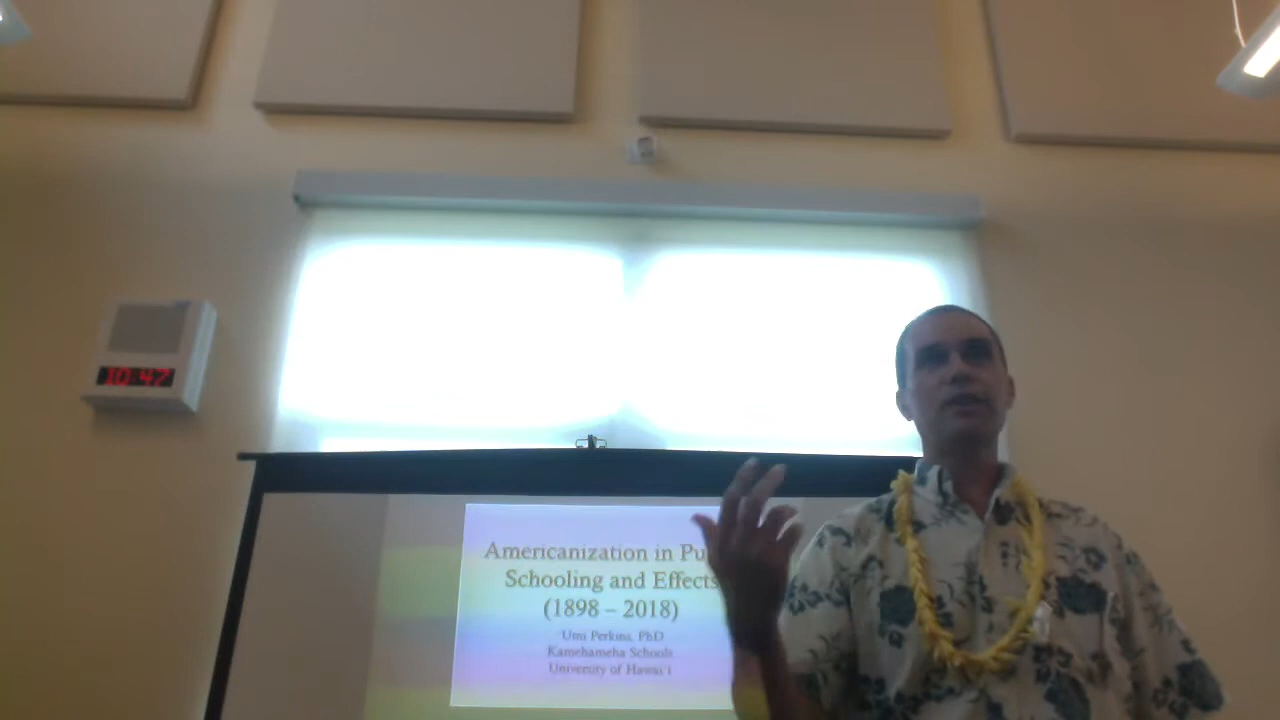 10:47
Americanization in Pu
Schooling and Effects
(1898 – 2018)
Umi Perkins, PhD
Kamehameha Schools
University of Hawai‘i